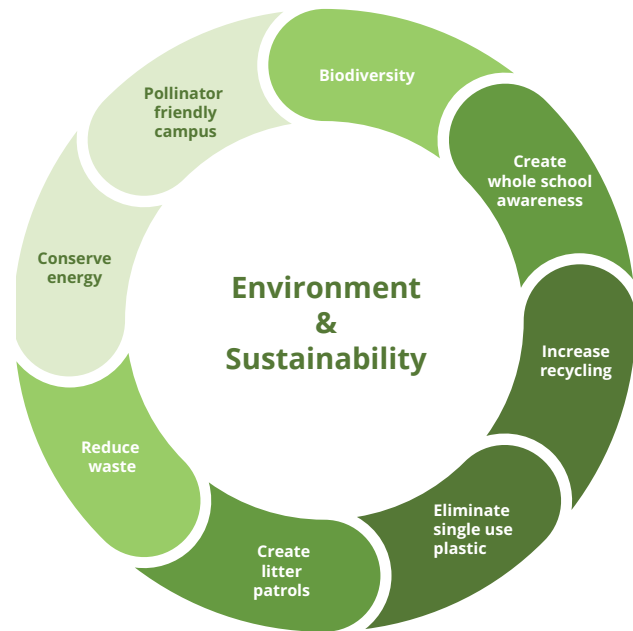 Biodiversity
Create
whole school
awareness
Increase
recycling
Eliminate
single use
plastic
Create
litter
patrols
Reduce
waste
Conserve
energy
Pollinator
friendly
campus
Environment
&
Sustainability